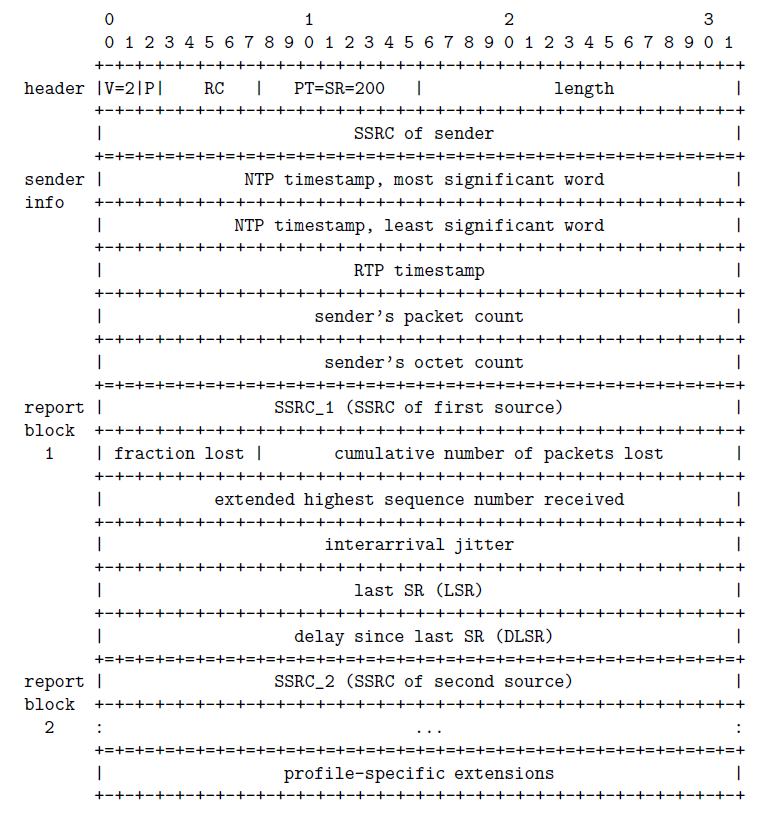 0                   1                   2                   3
0 1 2 3 4 5 6 7 8 9 0 1 2 3 4 5 6 7 8 9 0 1 2 3 4 5 6 7 8 9 0 1
+-+-+-+-+-+-+-+-+-+-+-+-+-+-+-+-+-+-+-+-+-+-+-+-+-+-+-+-+-+-+-+-+
header |V=2|P|    RC   |   PT=SR=200   |             length            |
+-+-+-+-+-+-+-+-+-+-+-+-+-+-+-+-+-+-+-+-+-+-+-+-+-+-+-+-+-+-+-+-+
|                         SSRC of sender                        |
+=+=+=+=+=+=+=+=+=+=+=+=+=+=+=+=+=+=+=+=+=+=+=+=+=+=+=+=+=+=+=+=+
sender |              NTP timestamp, most significant word             |
info   +-+-+-+-+-+-+-+-+-+-+-+-+-+-+-+-+-+-+-+-+-+-+-+-+-+-+-+-+-+-+-+-+
|             NTP timestamp, least significant word             |
+-+-+-+-+-+-+-+-+-+-+-+-+-+-+-+-+-+-+-+-+-+-+-+-+-+-+-+-+-+-+-+-+
|                         RTP timestamp                         |
+-+-+-+-+-+-+-+-+-+-+-+-+-+-+-+-+-+-+-+-+-+-+-+-+-+-+-+-+-+-+-+-+
|                     sender's packet count                     |
+-+-+-+-+-+-+-+-+-+-+-+-+-+-+-+-+-+-+-+-+-+-+-+-+-+-+-+-+-+-+-+-+
|                      sender's octet count                     |
+=+=+=+=+=+=+=+=+=+=+=+=+=+=+=+=+=+=+=+=+=+=+=+=+=+=+=+=+=+=+=+=+
report |                 SSRC_1 (SSRC of first source)                 |
block  +-+-+-+-+-+-+-+-+-+-+-+-+-+-+-+-+-+-+-+-+-+-+-+-+-+-+-+-+-+-+-+-+
1    | fraction lost |       cumulative number of packets lost       |
+-+-+-+-+-+-+-+-+-+-+-+-+-+-+-+-+-+-+-+-+-+-+-+-+-+-+-+-+-+-+-+-+
|           extended highest sequence number received           |
+-+-+-+-+-+-+-+-+-+-+-+-+-+-+-+-+-+-+-+-+-+-+-+-+-+-+-+-+-+-+-+-+
|                      interarrival jitter                      |
+-+-+-+-+-+-+-+-+-+-+-+-+-+-+-+-+-+-+-+-+-+-+-+-+-+-+-+-+-+-+-+-+
|                         last SR (LSR)                         |
+-+-+-+-+-+-+-+-+-+-+-+-+-+-+-+-+-+-+-+-+-+-+-+-+-+-+-+-+-+-+-+-+
|                   delay since last SR (DLSR)                  |
+=+=+=+=+=+=+=+=+=+=+=+=+=+=+=+=+=+=+=+=+=+=+=+=+=+=+=+=+=+=+=+=+
report |                 SSRC_2 (SSRC of second source)                |
block  +-+-+-+-+-+-+-+-+-+-+-+-+-+-+-+-+-+-+-+-+-+-+-+-+-+-+-+-+-+-+-+-+
2    :                               ...                             :
+=+=+=+=+=+=+=+=+=+=+=+=+=+=+=+=+=+=+=+=+=+=+=+=+=+=+=+=+=+=+=+=+
|                  profile-specific extensions                  |
+-+-+-+-+-+-+-+-+-+-+-+-+-+-+-+-+-+-+-+-+-+-+-+-+-+-+-+-+-+-+-+-+